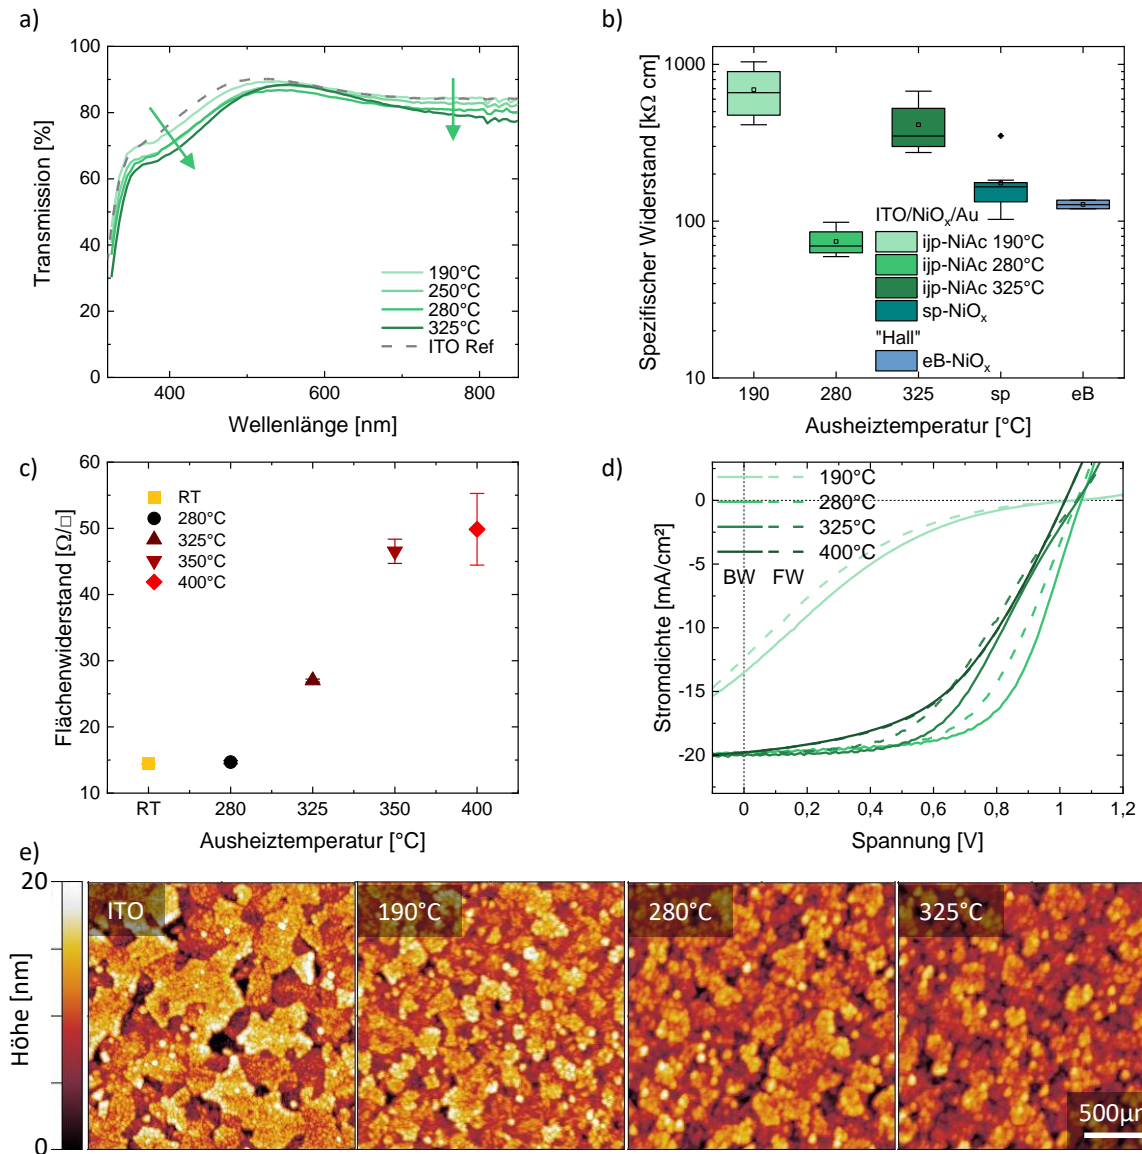 a)
100
80
60
40
20
0
Transmission [%]
190°C
250°C
280°C
325°C
ITO Ref
400
600
800
Wellenlänge [nm]
b)
1000
100
10
Spezifischer Widerstand [kΩ cm]
ITO/NiOₓ/Au
ijp-NiAc 190°C
ijp-NiAc 280°C
ijp-NiAc 325°C
sp-NiOₓ
"Hall"
eB-NiOₓ
190
280
325
sp
eB
Ausheiztemperatur [°C]
c)
60
50
40
30
20
10
Flächenwiderstand [Ω/□]
RT
280°C
325°C
350°C
400°C
RT
280
325
350
400
Ausheiztemperatur [°C]
d)
0
-5
-10
-15
-20
Stromdichte [mA/cm²]
190°C
280°C
325°C
400°C
BW FW
0
0,2
0,4
0,6
0,8
1
1,2
Spannung [V]
e)
20
0
Höhe [nm]
ITO
190°C
280°C
325°C